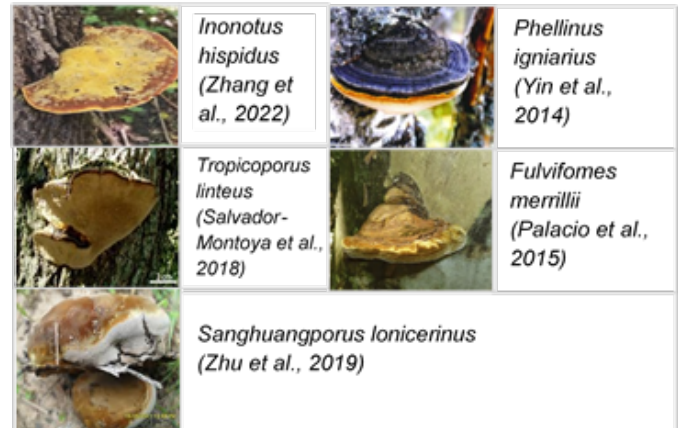 Inonotus
hispidus
(Zhang et
al., 2022)
Phellinus
igniarius
(Yin et al.,
2014)
Tropicoporus
linteus
(Salvador-
Montoya et al.,
2018)
Fulvifomes
merrillii
(Palacio et al.,
2015)
Sanghuangporus lonicerinus
(Zhu et al., 2019)